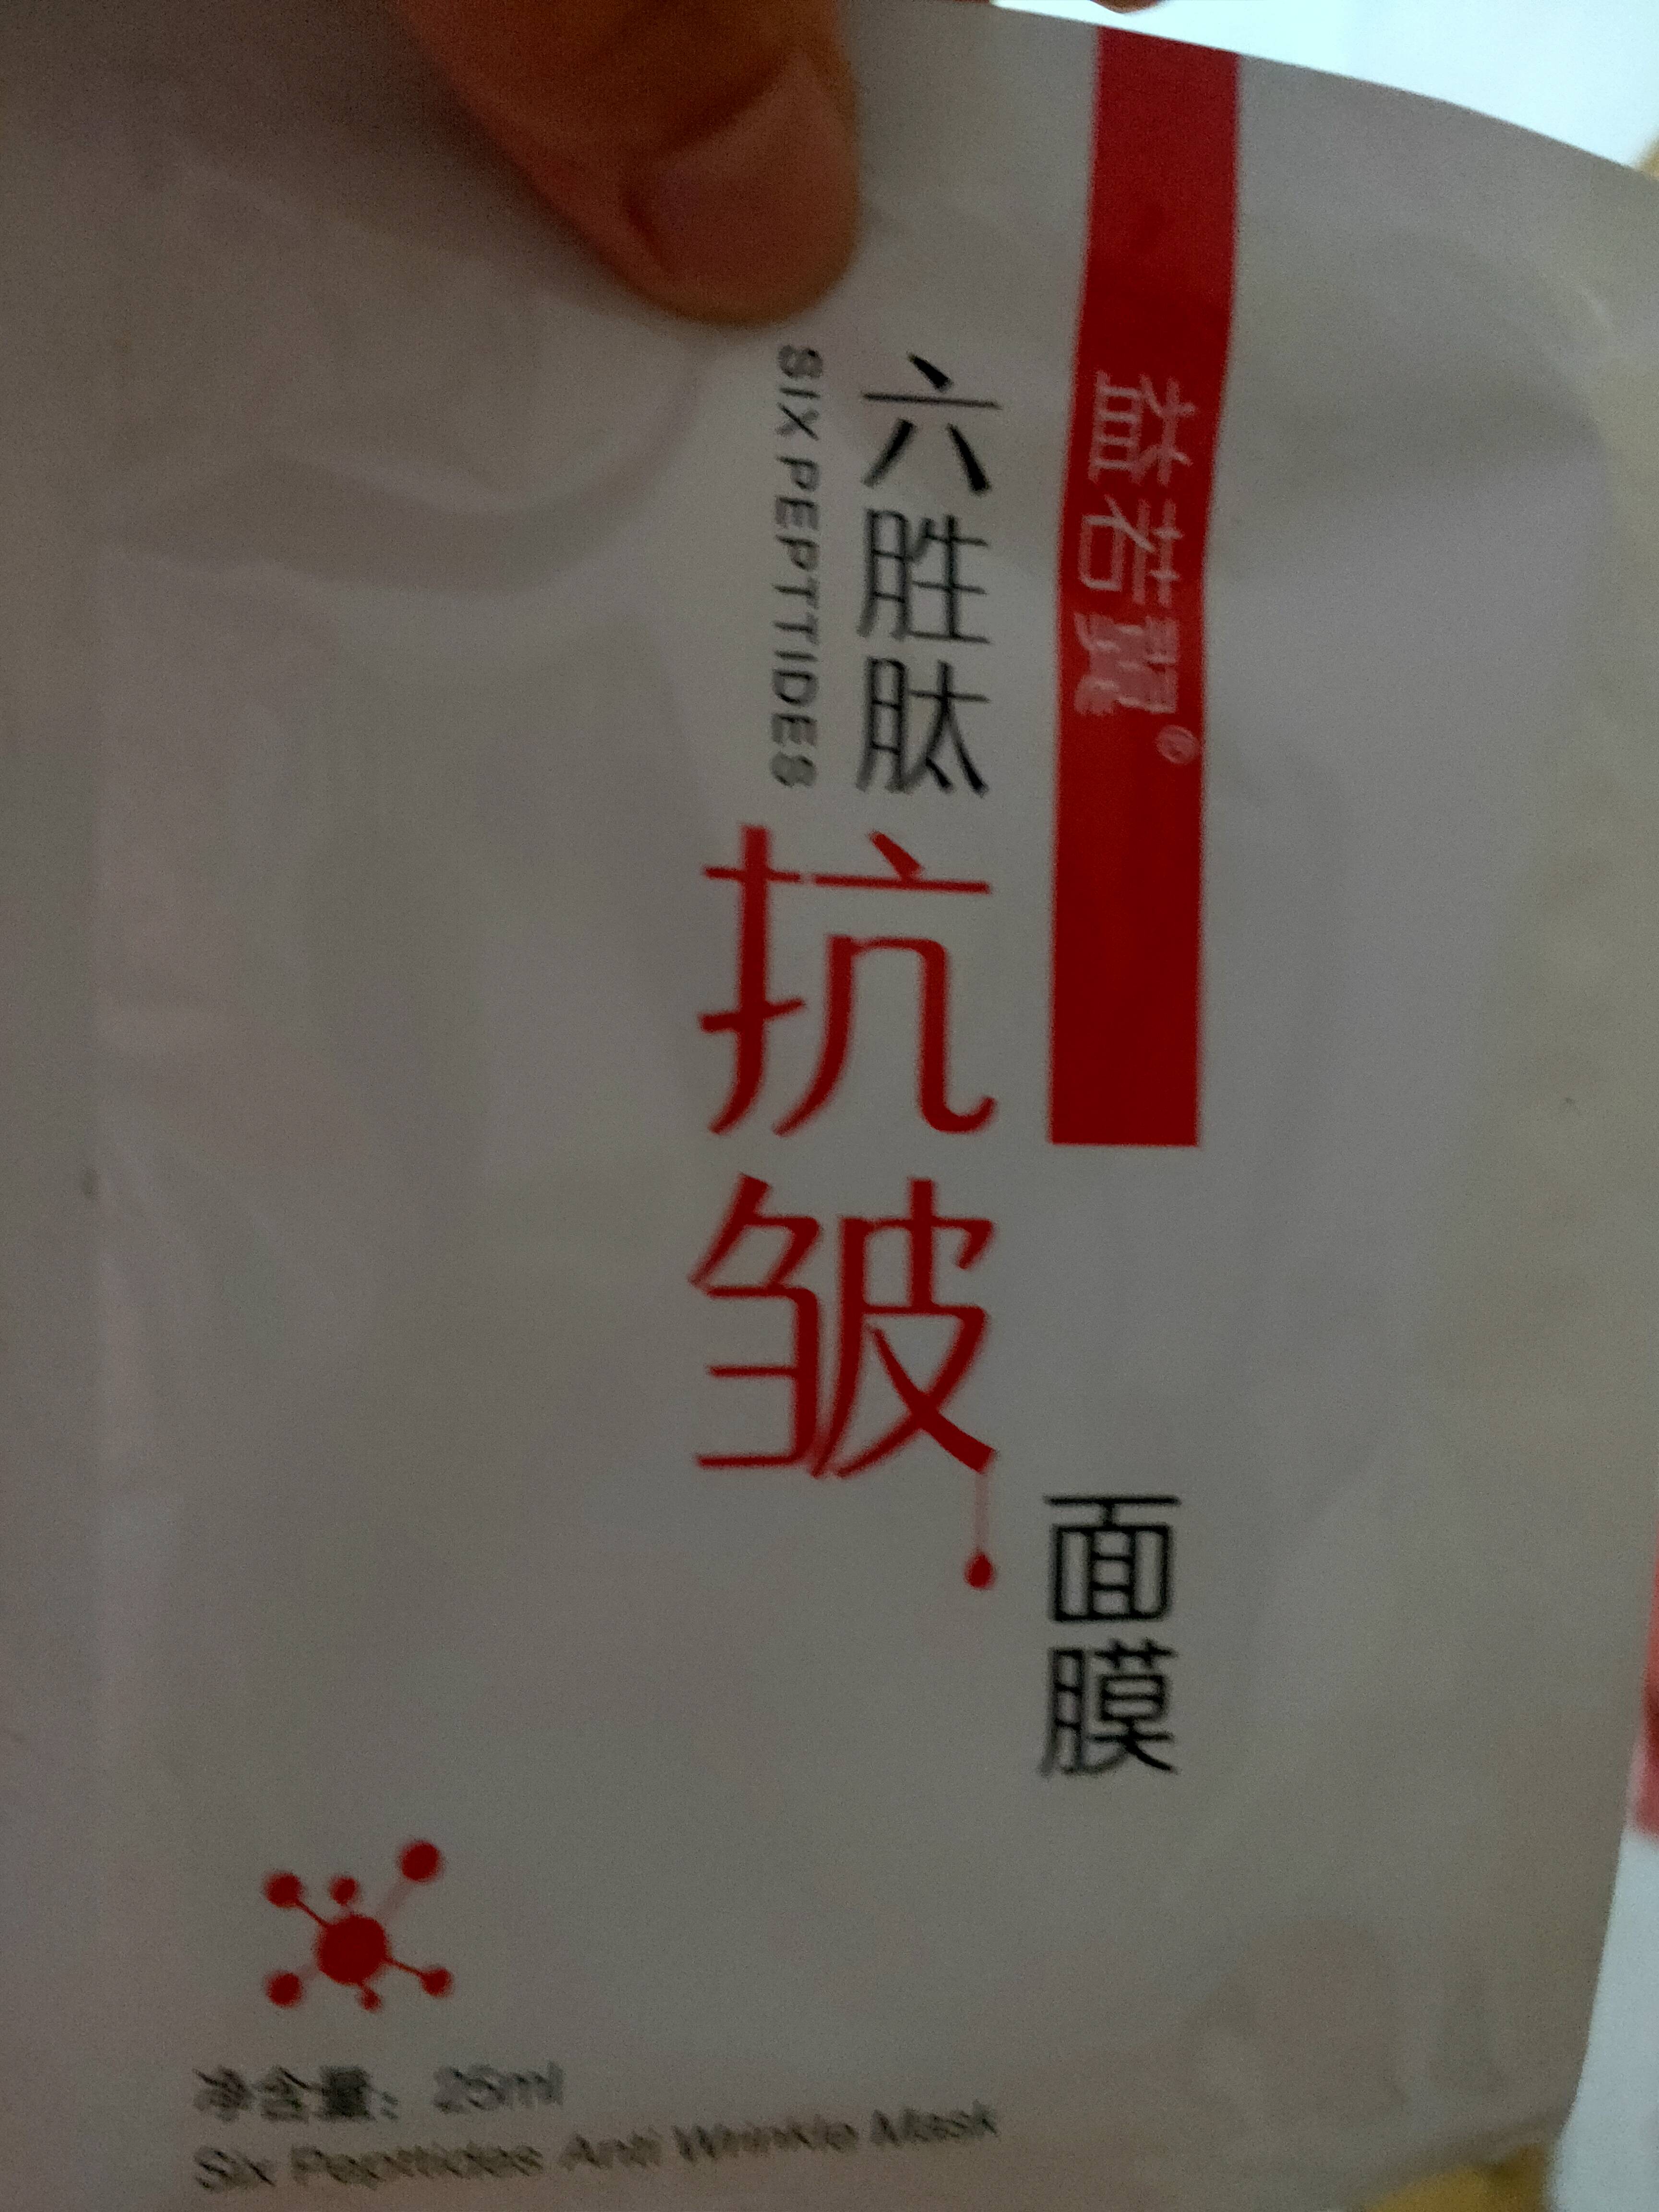 益若翼®
六胜肽
SIX PEPTTIDES
抗皱
面膜
净含量：25ml
Six Pepttides Anti Wrinkle Mask